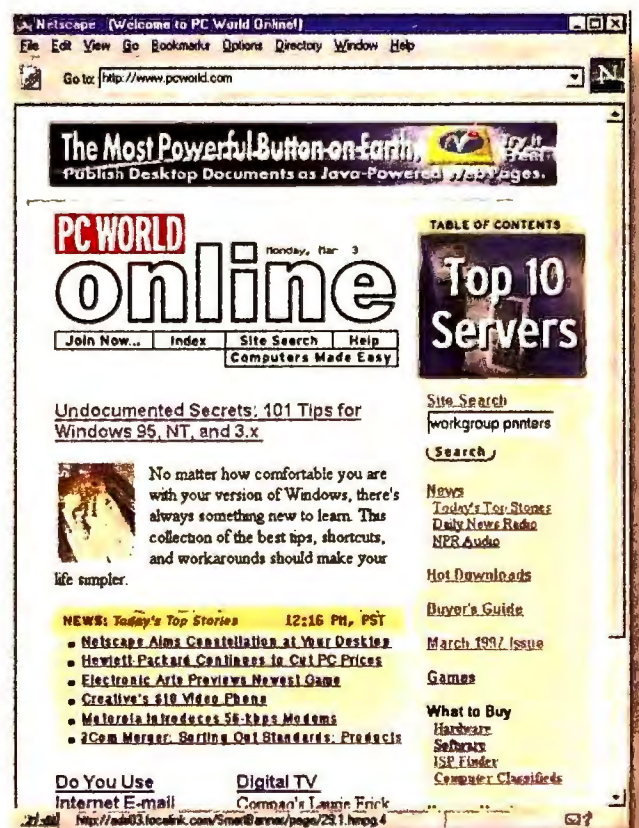 Netscape - [Welcome to PC World Online!]
File Edit View Go Bookmarks Options Directory Window Help
Go to: http://www.pcworld.com
The Most Powerful Button on Earth. Try it
Publish Desktop Documents as Java-Powered Web Pages.
PC WORLD
online
Monday, Mar 3
Join Now... Index Site Search Help
Computers Made Easy
Undocumented Secrets: 101 Tips for
Windows 95, NT, and 3.x
No matter how comfortable you are
with your version of Windows, there's
always something new to learn. This
collection of the best tips, shortcuts,
and workarounds should make your
life simpler.
NEWS: Today's Top Stories 12:16 PM, PST
Netscape Aims Constellation at Your Desktop
Hewlett-Packard Continues to Cut PC Prices
Electronic Arts Previews Newest Game
Creative's Video Phone
Motorola Introduces 56-kbps Modems
3Com Merger: Sorting Out Standards, Products
Do You Use
Internet E-mail
Digital TV
Compaq's Laurie Frick
TABLE OF CONTENTS
Top 10
Servers
Site Search
workgroup printers
Search
News
Today's Top Stories
Daily News Radio
NPR Audio
Hot Downloads
Buyer's Guide
March 1997 Issue
Games
What to Buy
Hardware
Software
ISP Finder
Computer Classifieds